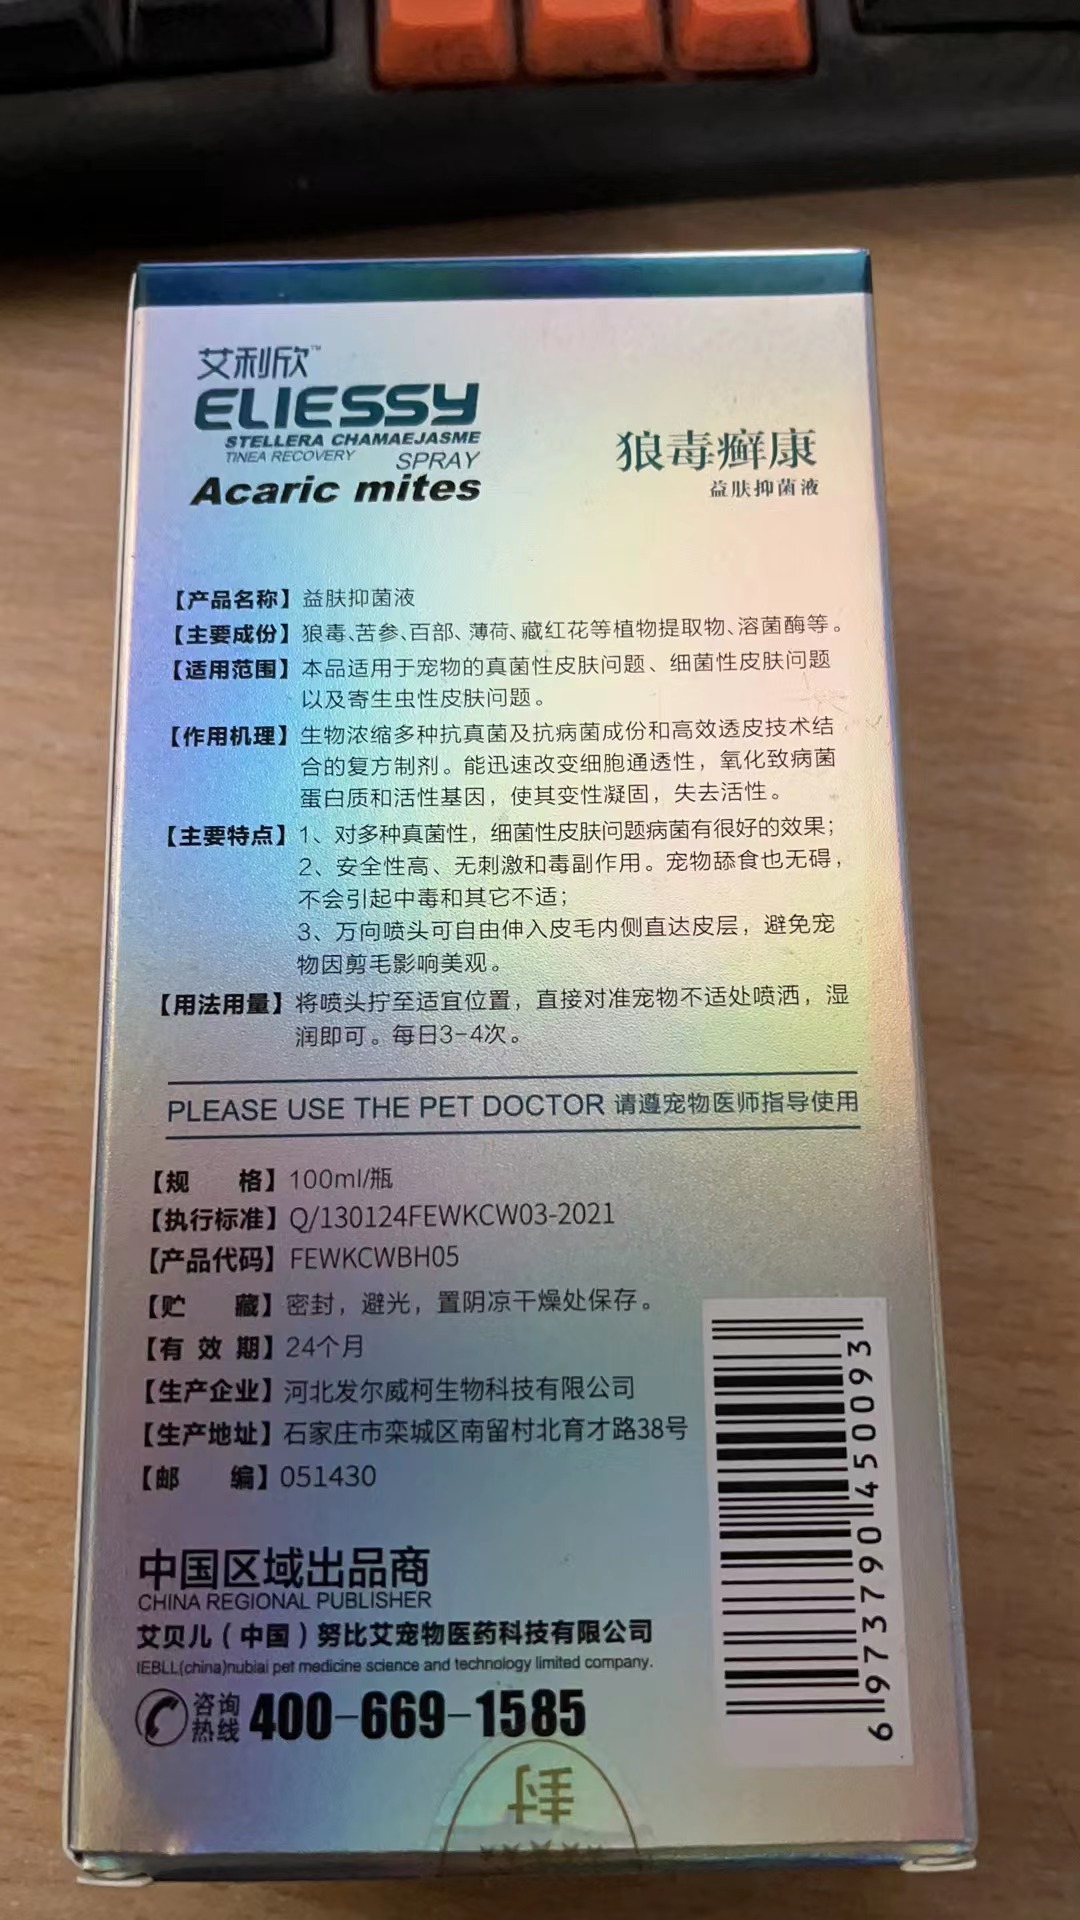 艾利欣™
ELIESSY
STELLERA CHAMAEJASME
TINEA RECOVERY SPRAY
Acaric mites
狼毒癣康
益肤抑菌液
【产品名称】益肤抑菌液
【主要成份】狼毒、苦参、百部、薄荷、藏红花等植物提取物、溶菌酶等。
【适用范围】本品适用于宠物的真菌性皮肤问题、细菌性皮肤问题
以及寄生虫性皮肤问题。
【作用机理】生物浓缩多种抗真菌及抗病菌成份和高效透皮技术结
合的复方制剂。能迅速改变细胞通透性，氧化致病菌
蛋白质和活性基因，使其变性凝固，失去活性。
【主要特点】1、对多种真菌性，细菌性皮肤问题病菌有很好的效果；
2、安全性高、无刺激和毒副作用。宠物舔食也无碍，
不会引起中毒和其它不适；
3、万向喷头可自由伸入皮毛内侧直达皮层，避免宠
物因剪毛影响美观。
【用法用量】将喷头拧至适宜位置，直接对准宠物不适处喷洒，湿
润即可。每日3-4次。
PLEASE USE THE PET DOCTOR 请遵宠物医师指导使用
【规 格】100ml/瓶
【执行标准】Q/130124FEWKCW03-2021
【产品代码】FEWKCWBH05
【贮 藏】密封，避光，置阴凉干燥处保存。
【有 效 期】24个月
【生产企业】河北发尔威柯生物科技有限公司
【生产地址】石家庄市栾城区南留村北育才路38号
【邮 编】051430
中国区域出品商
CHINA REGIONAL PUBLISHER
艾贝儿（中国）努比艾宠物医药科技有限公司
IEBLL(china)nubiai pet medicine science and technology limited company.
咨询热线 400-669-1585
6973790450093
封